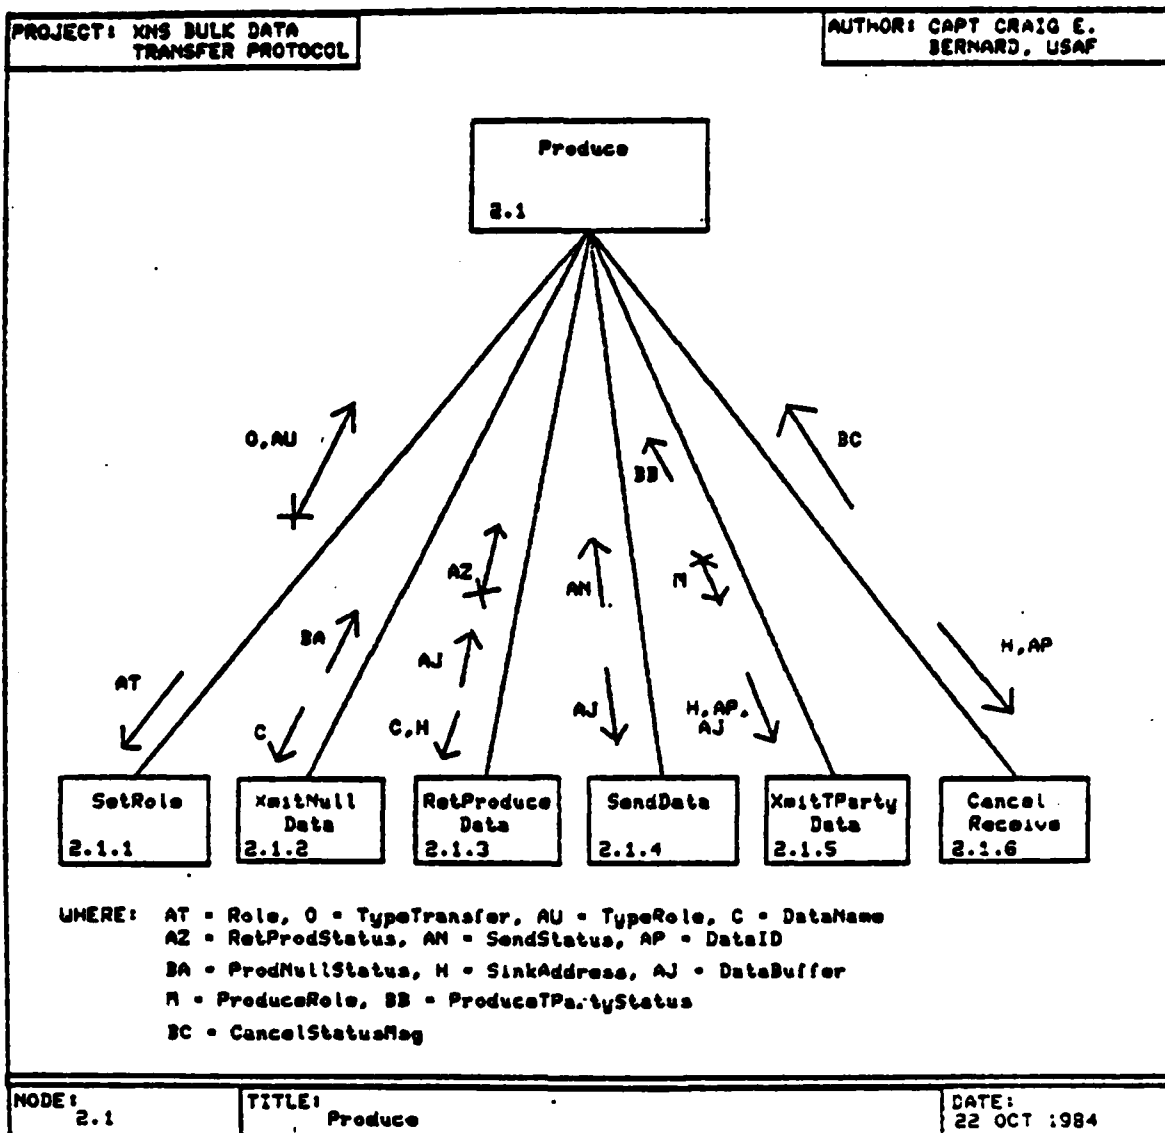 PROJECT: XNS BULK DATA
TRANSFER PROTOCOL
AUTHOR: CAPT CRAIG E.
BERNARD, USAF
Produce
2.1
O,AU
BC
BB
AZ
AN
M
BA
AJ
H,AP
AT
C
C,H
AJ
H,AP,
AJ
SetRole
2.1.1
XmitNull
Data
2.1.2
RetProduce
Data
2.1.3
SendData
2.1.4
XmitTParty
Data
2.1.5
Cancel
Receive
2.1.6
WHERE: AT = Role, O = TypeTransfer, AU = TypeRole, C = DataName
AZ = RetProdStatus, AN = SendStatus, AP = DataID
BA = ProdNullStatus, H = SinkAddress, AJ = DataBuffer
M = ProduceRole, BB = ProduceTPartyStatus
BC = CancelStatusMsg
NODE:
2.1
TITLE:
Produce
DATE:
22 OCT 1984